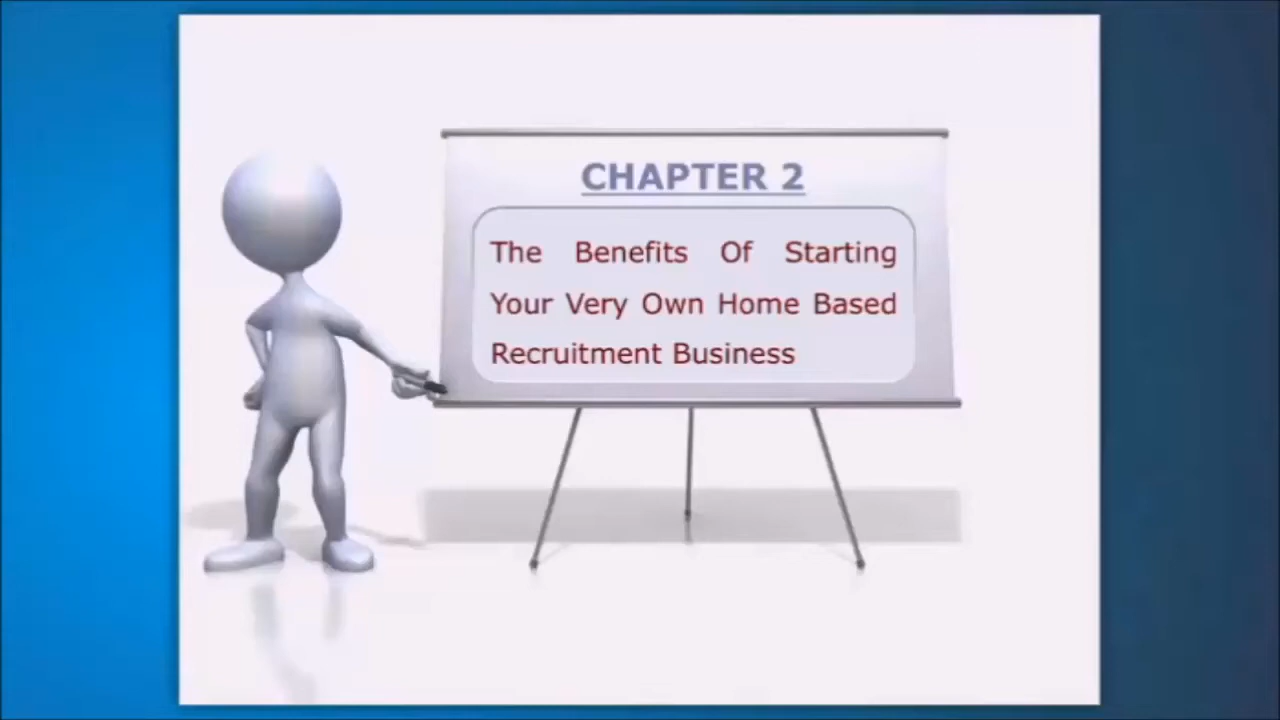 CHAPTER 2
The Benefits Of Starting
Your Very Own Home Based
Recruitment Business